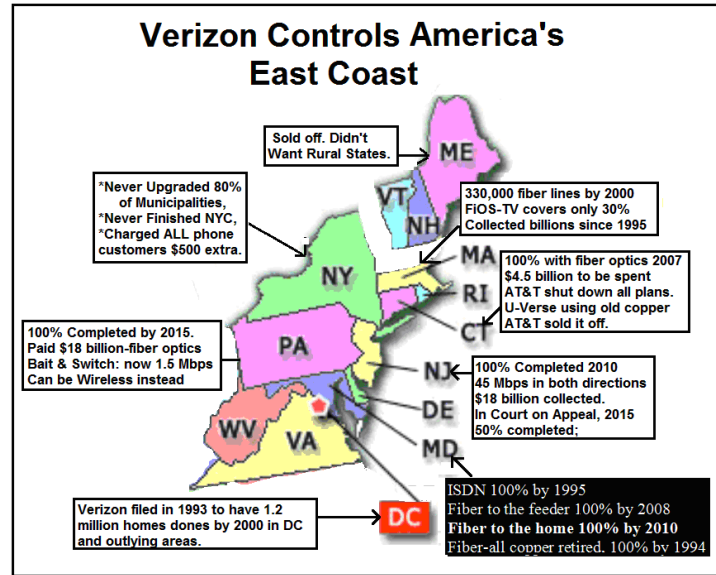 Verizon Controls America's
East Coast
Sold off. Didn't
Want Rural States.
ME
*Never Upgraded 80%
of Municipalities,
*Never Finished NYC,
*Charged ALL phone
customers $500 extra.
VT
NH
330,000 fiber lines by 2000
FiOS-TV covers only 30%
Collected billions since 1995
NY
MA
RI
CT
100% with fiber optics 2007
$4.5 billion to be spent
AT&T shut down all plans.
U-Verse using old copper
AT&T sold it off.
100% Completed by 2015.
Paid $18 billion-fiber optics
Bait & Switch: now 1.5 Mbps
Can be Wireless instead
PA
NJ
100% Completed 2010
45 Mbps in both directions
$18 billion collected.
In Court on Appeal, 2015
50% completed;
DE
WV
VA
MD
ISDN 100% by 1995
Fiber to the feeder 100% by 2008
Fiber to the home 100% by 2010
Fiber-all copper retired, 100% by 1994
Verizon filed in 1993 to have 1.2
million homes dones by 2000 in DC
and outlying areas.
DC